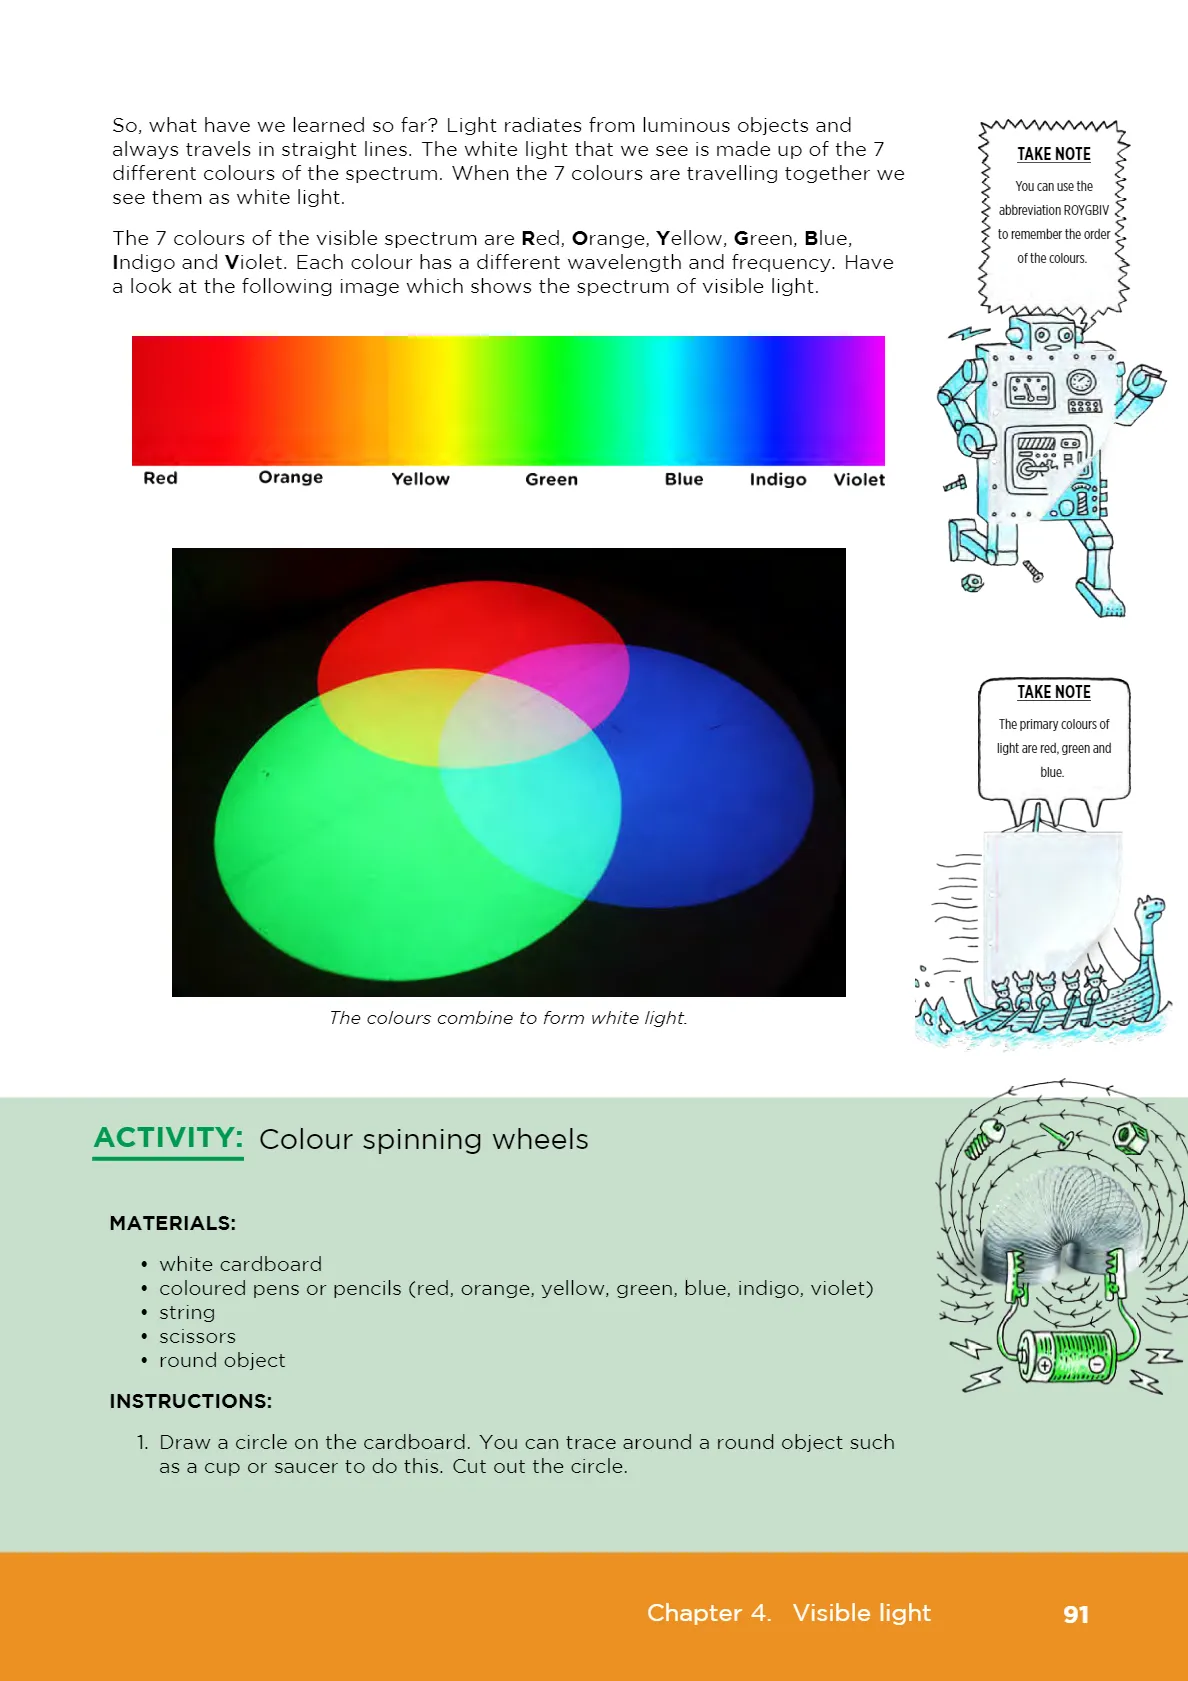 So, what have we learned so far? Light radiates from luminous objects and
always travels in straight lines. The white light that we see is made up of the 7
different colours of the spectrum. When the 7 colours are travelling together we
see them as white light.
The 7 colours of the visible spectrum are Red, Orange, Yellow, Green, Blue,
Indigo and Violet. Each colour has a different wavelength and frequency. Have
a look at the following image which shows the spectrum of visible light.
Red Orange Yellow Green Blue Indigo Violet
The colours combine to form white light.
TAKE NOTE
You can use the
abbreviation ROYGBIV
to remember the order
of the colours.
TAKE NOTE
The primary colours of
light are red, green and
blue.
ACTIVITY: Colour spinning wheels
MATERIALS:
• white cardboard
• coloured pens or pencils (red, orange, yellow, green, blue, indigo, violet)
• string
• scissors
• round object
INSTRUCTIONS:
1. Draw a circle on the cardboard. You can trace around a round object such
as a cup or saucer to do this. Cut out the circle.
Chapter 4. Visible light 91